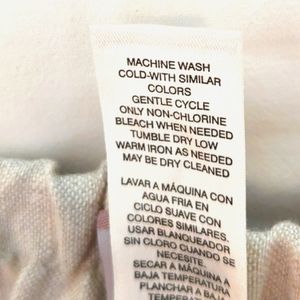 MACHINE WASH
COLD-WITH SIMILAR
COLORS
GENTLE CYCLE
ONLY NON-CHLORINE
BLEACH WHEN NEEDED
TUMBLE DRY LOW
WARM IRON AS NEEDED
MAY BE DRY CLEANED
LAVAR A MÁQUINA CON
AGUA FRIA EN
CICLO SUAVE CON
COLORES SIMILARES.
USAR BLANQUEADOR
SIN CLORO CUANDO SE
NECESITE.
SECAR A MÁQUINA A
BAJA TEMPERATURA
PLANCHAR A BAJA
TEMPERATURA